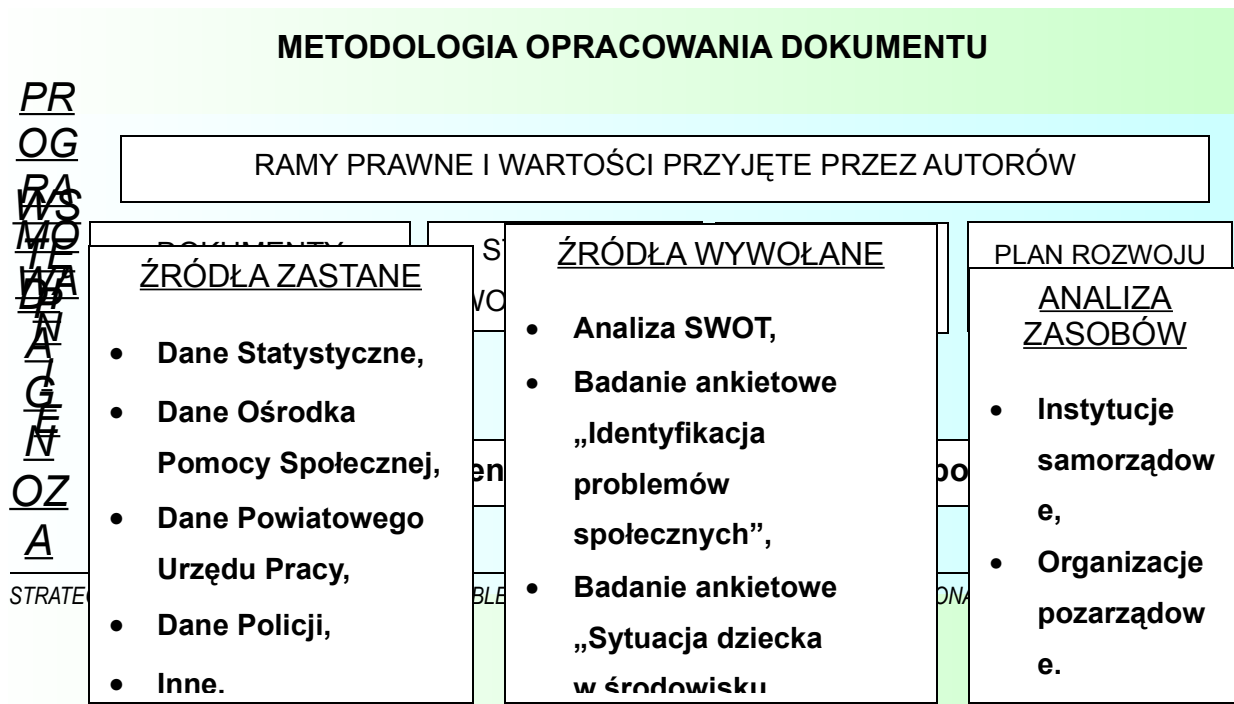 METODOLOGIA OPRACOWANIA DOKUMENTU
RAMY PRAWNE I WARTOŚCI PRZYJĘTE PRZEZ AUTORÓW
PLAN ROZWOJU
ŹRÓDŁA ZASTANE
• Dane Statystyczne,
• Dane Ośrodka
Pomocy Społecznej,
• Dane Powiatowego
Urzędu Pracy,
• Dane Policji,
• Inne.
ŹRÓDŁA WYWOŁANE
• Analiza SWOT,
• Badanie ankietowe
„Identyfikacja
problemów
społecznych”,
• Badanie ankietowe
„Sytuacja dziecka
w środowisku
ANALIZA
ZASOBÓW
• Instytucje
samorządow
e,
• Organizacje
pozarządow
e.